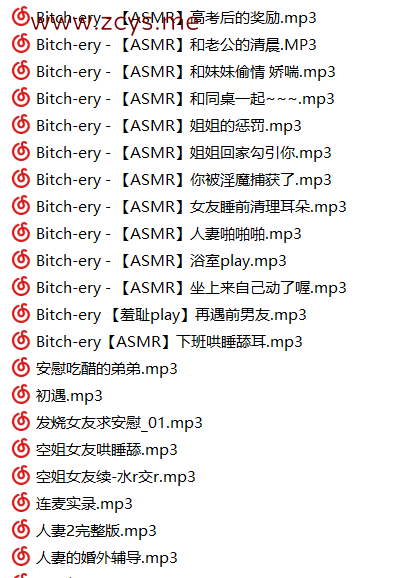 www.zcys.me
Bitch-ery - 【ASMR】高考后的奖励.mp3
Bitch-ery - 【ASMR】和老公的清晨.MP3
Bitch-ery - 【ASMR】和妹妹偷情 娇喘.mp3
Bitch-ery - 【ASMR】和同桌一起~~~.mp3
Bitch-ery - 【ASMR】姐姐的惩罚.mp3
Bitch-ery - 【ASMR】姐姐回家勾引你.mp3
Bitch-ery - 【ASMR】你被淫魔捕获了.mp3
Bitch-ery - 【ASMR】女友睡前清理耳朵.mp3
Bitch-ery - 【ASMR】人妻啪啪啪.mp3
Bitch-ery - 【ASMR】浴室play.mp3
Bitch-ery - 【ASMR】坐上来自己动了喔.mp3
Bitch-ery 【羞耻play】再遇前男友.mp3
Bitch-ery【ASMR】下班哄睡舔耳.mp3
安慰吃醋的弟弟.mp3
初遇.mp3
发烧女友求安慰_01.mp3
空姐女友哄睡舔.mp3
空姐女友续-水r交r.mp3
连麦实录.mp3
人妻2完整版.mp3
人妻的婚外辅导.mp3